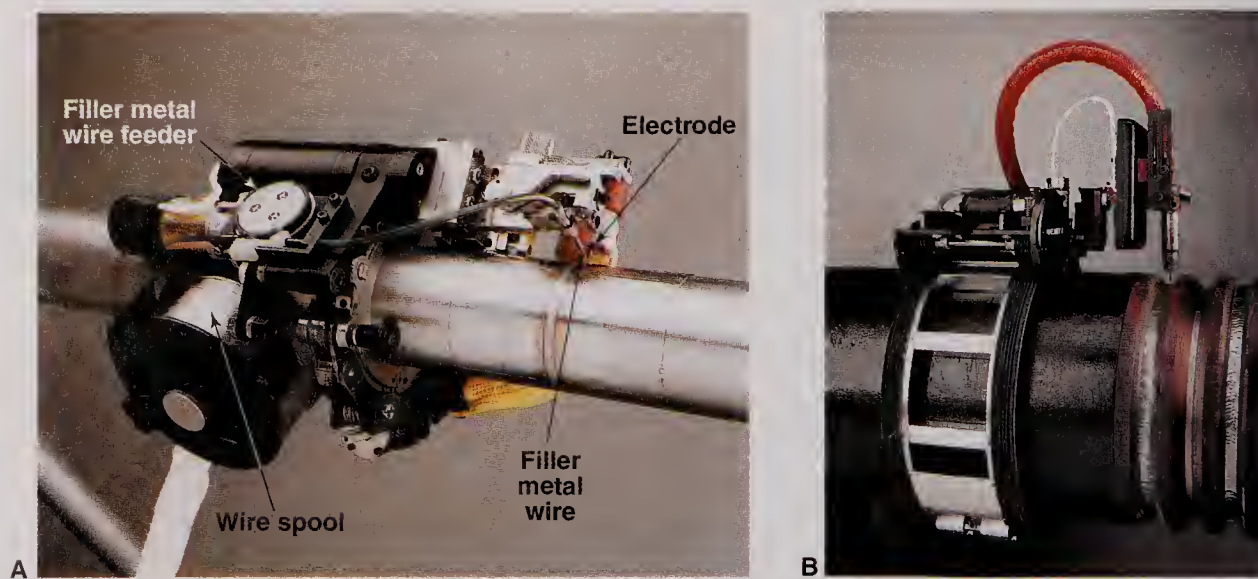 Filler metal
wire feeder
Electrode
Filler
metal
wire
Wire spool
A
B